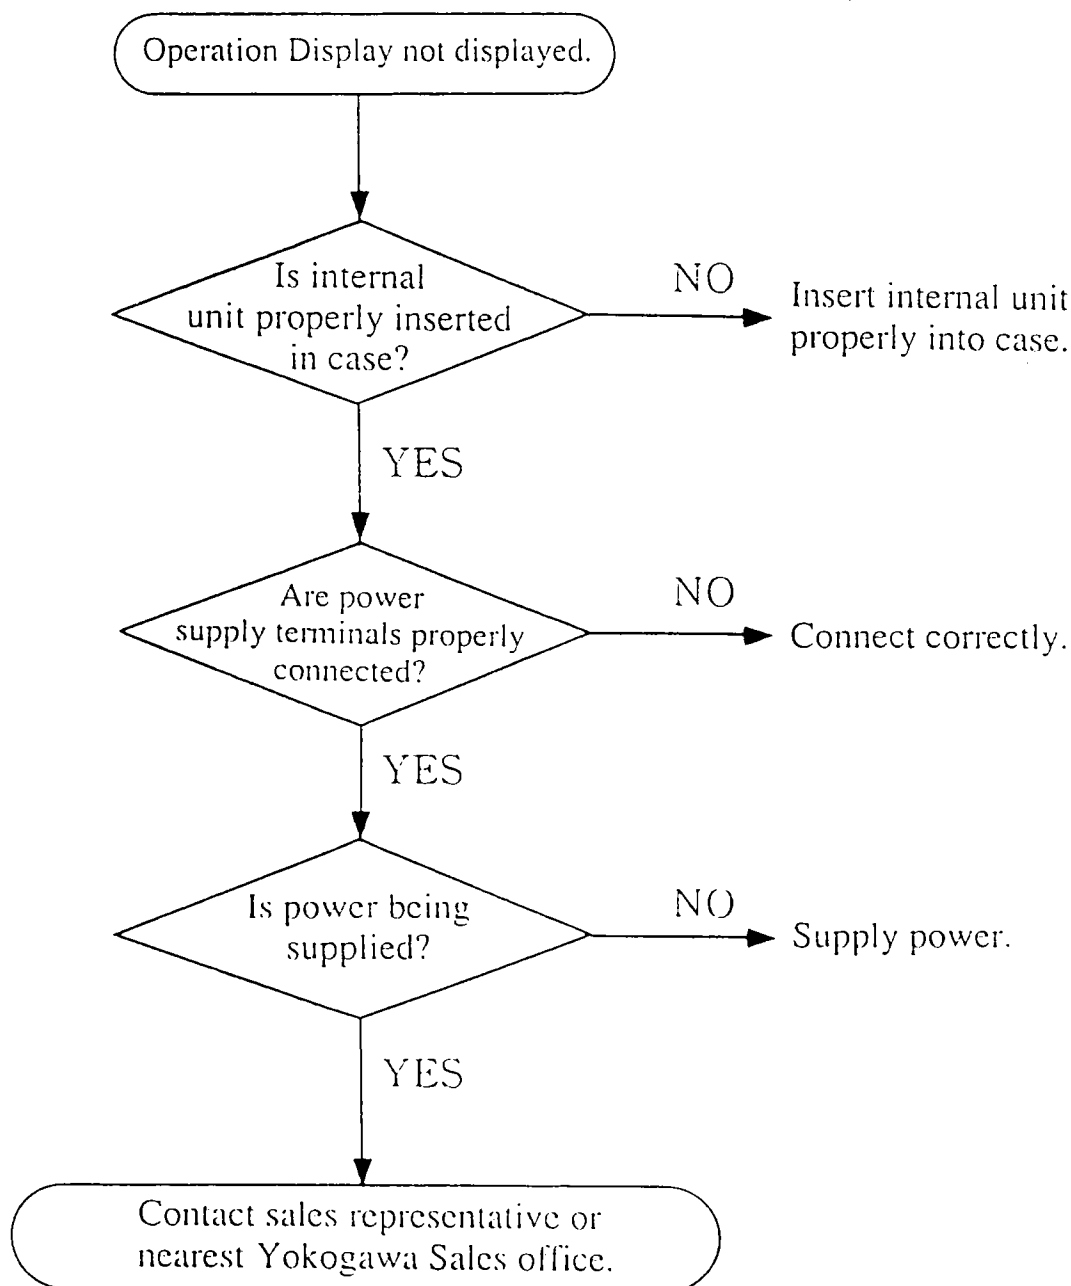 Operation Display not displayed.
Is internal
unit properly inserted
in case?
NO
Insert internal unit
properly into case.
YES
Are power
supply terminals properly
connected?
NO
Connect correctly.
YES
Is power being
supplied?
NO
Supply power.
YES
Contact sales representative or
nearest Yokogawa Sales office.